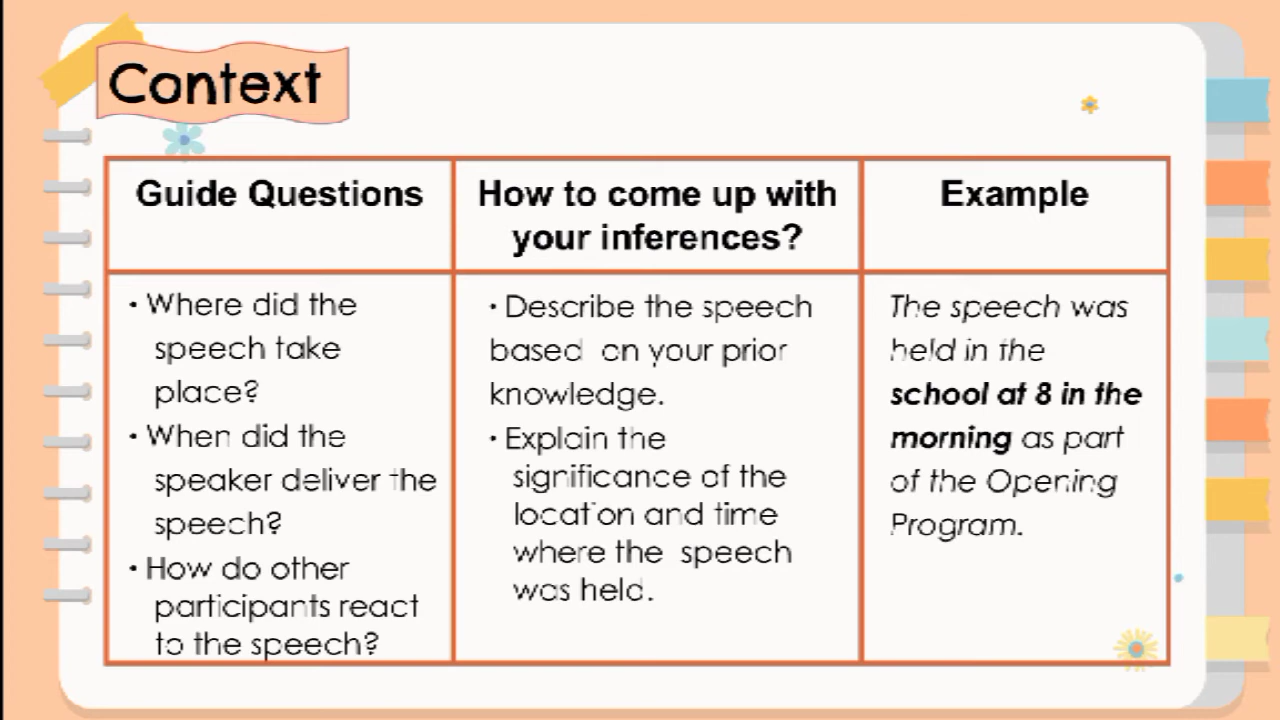 Context
Guide Questions
How to come up with
your inferences?
Example
• Where did the
speech take
place?
• When did the
speaker deliver the
speech?
• How do other
participants react
to the speech?
• Describe the speech
based on your prior
knowledge.
• Explain the
significance of the
location and time
where the speech
was held.
The speech was
held in the
school at 8 in the
morning as part
of the Opening
Program.